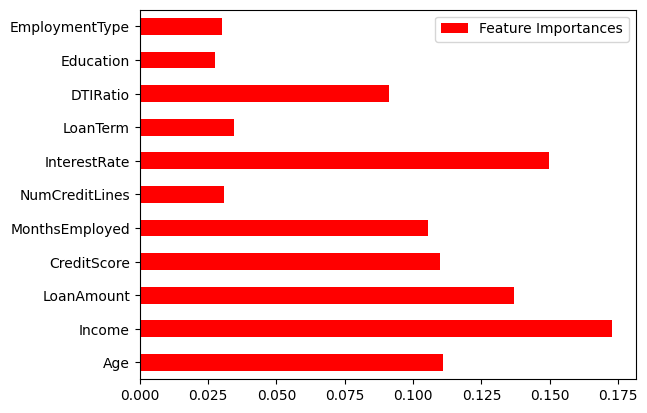 EmploymentType
Education
DTIRatio
LoanTerm
InterestRate
NumCreditLines
MonthsEmployed
CreditScore
LoanAmount
Income
Age
Feature Importances
0.000 0.025 0.050 0.075 0.100 0.125 0.150 0.175